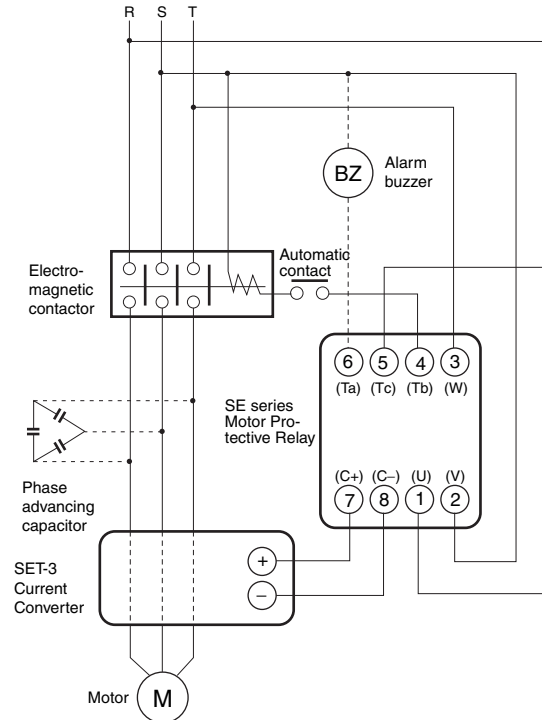 R S T
BZ
Alarm
buzzer
Electro-
magnetic
contactor
Automatic
contact
6 5 4 3
(Ta) (Tc) (Tb) (W)
SE series
Motor Pro-
tective Relay
(C+) (C–) (U) (V)
7 8 1 2
Phase
advancing
capacitor
SET-3
Current
Converter
+
–
Motor
M